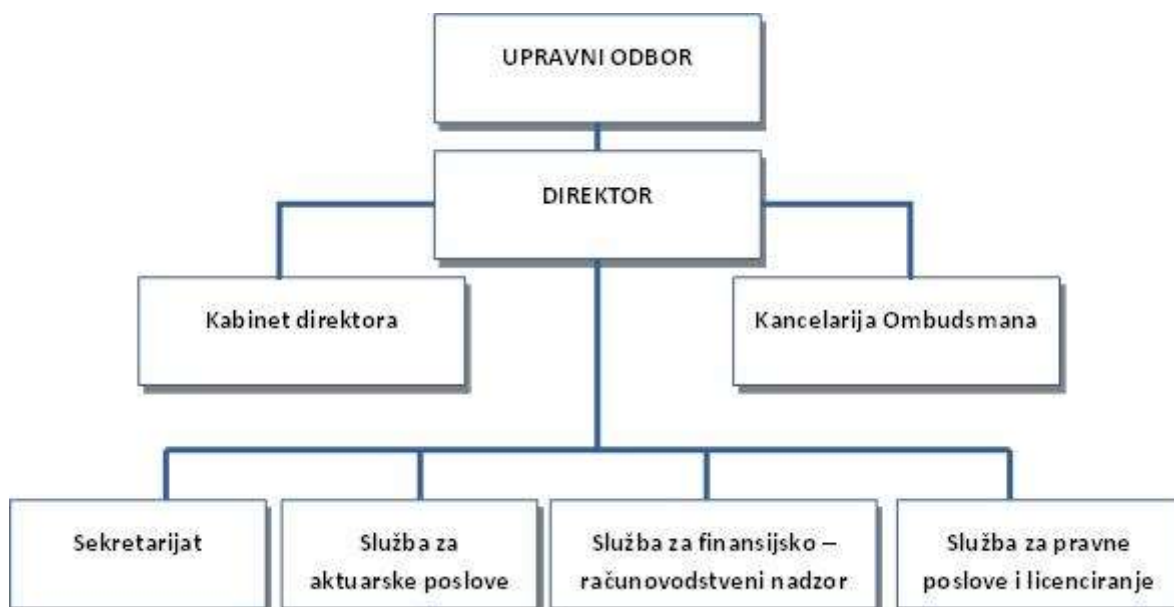 UPRAVNI ODBOR
DIREKTOR
Kabinet direktora
Kancelarija Ombudsmana
Sekretarijat
Služba za
aktuarske poslove
Služba za finansijsko –
računovodstveni nadzor
Služba za pravne
poslove i licenciranje